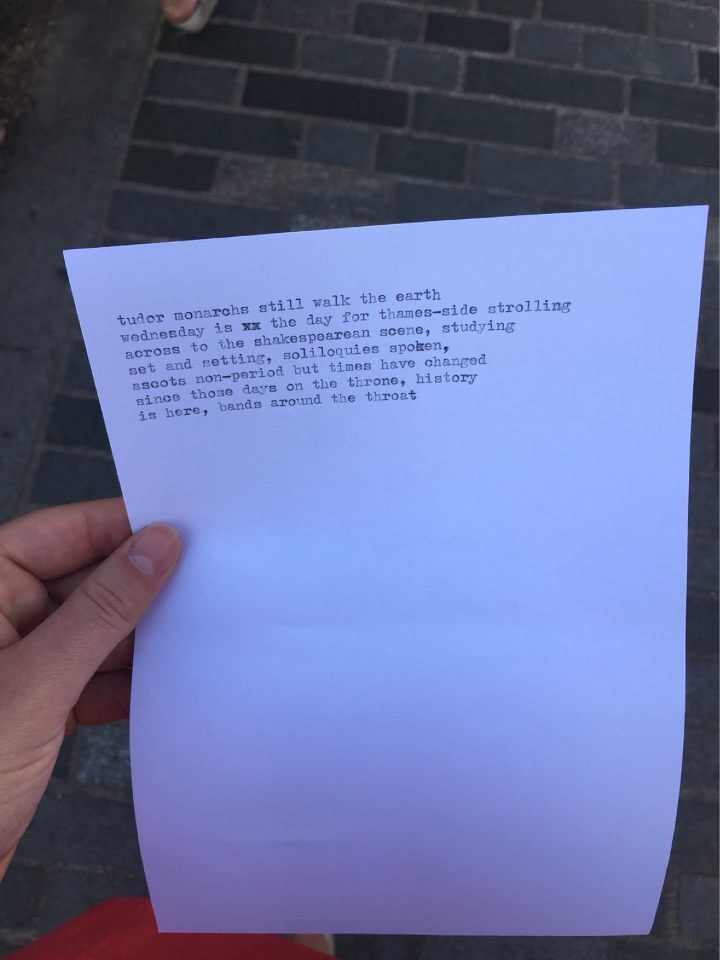 tudor monarchs still walk the earth
wednesday is xx the day for thames-side strolling
across to the shakespearean scene, studying
set and setting, soliloquies spoken,
ascots non-period but times have changed
since those days on the throne, history
is here, bands around the throat